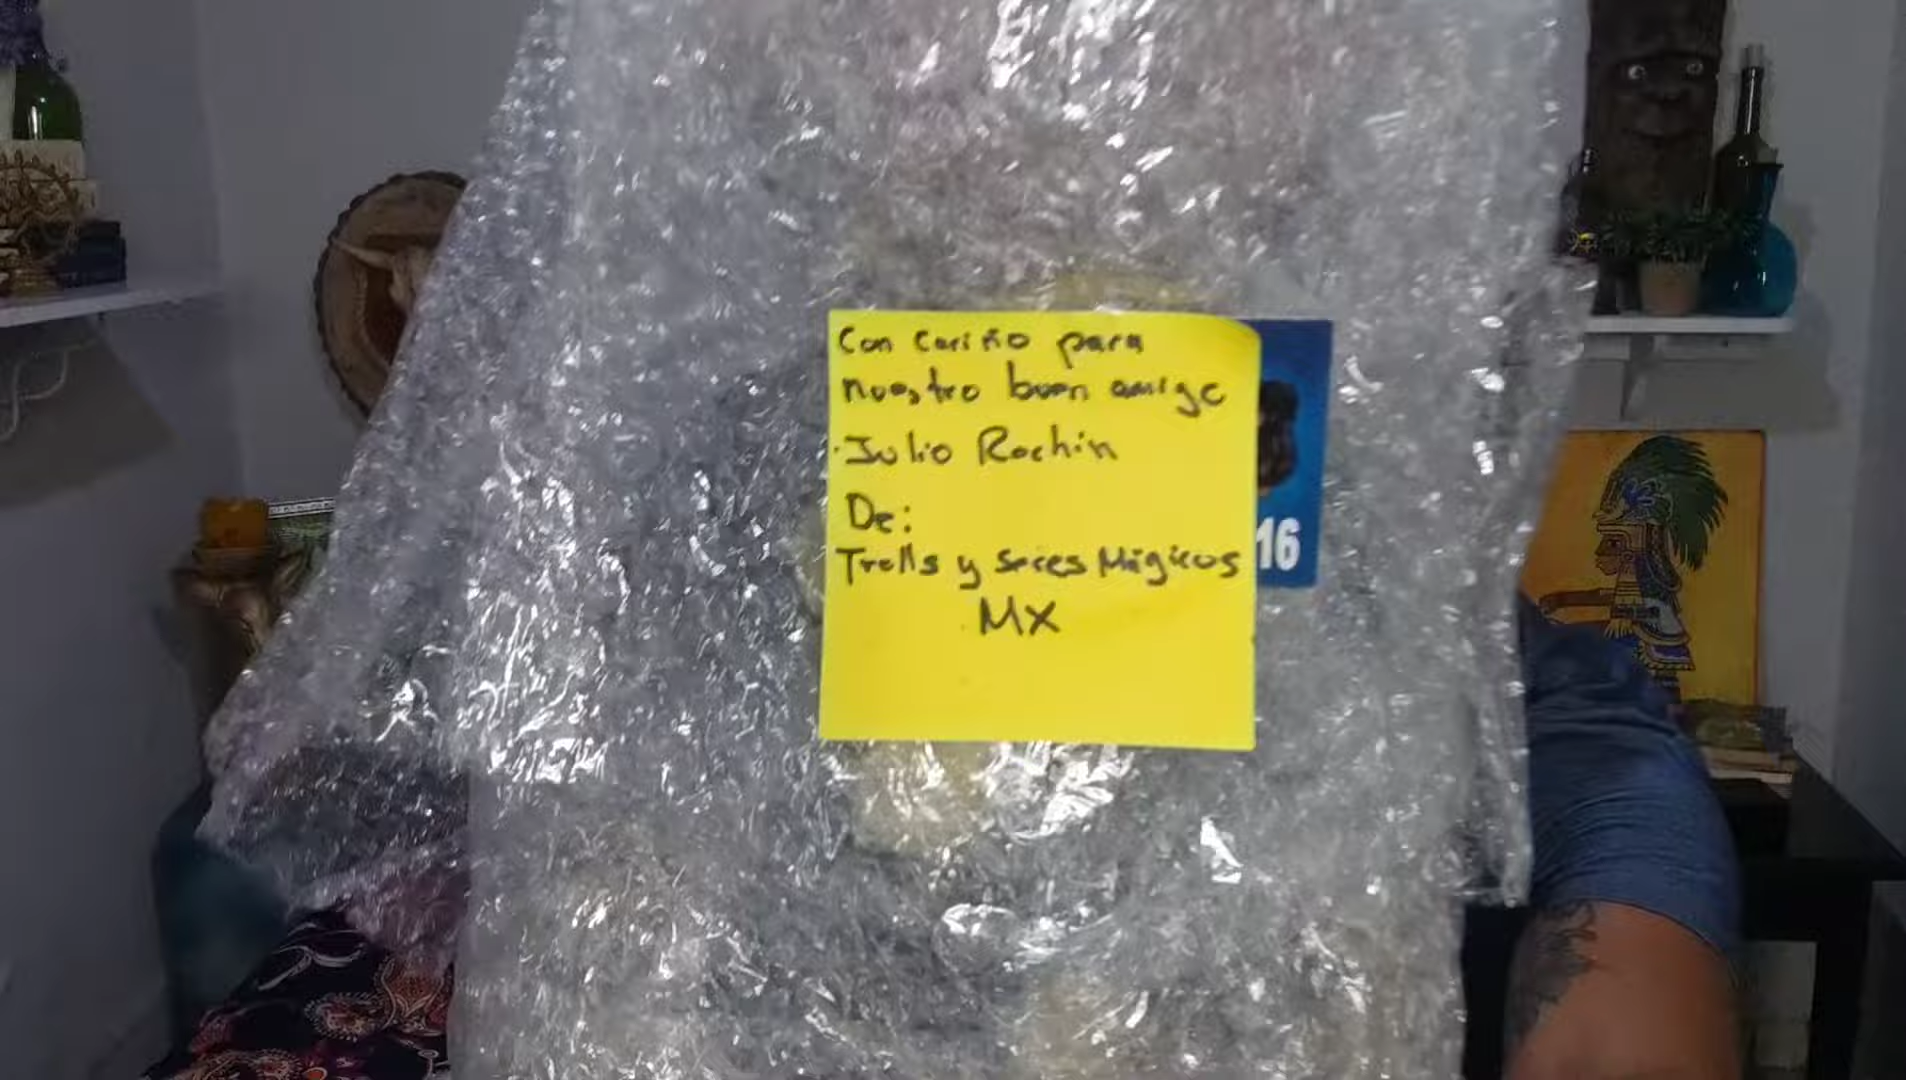 Con Cariño para
nuestro buen amigo
Julio Rochin
De:
Trolls y Seres Mágicos
MX
16